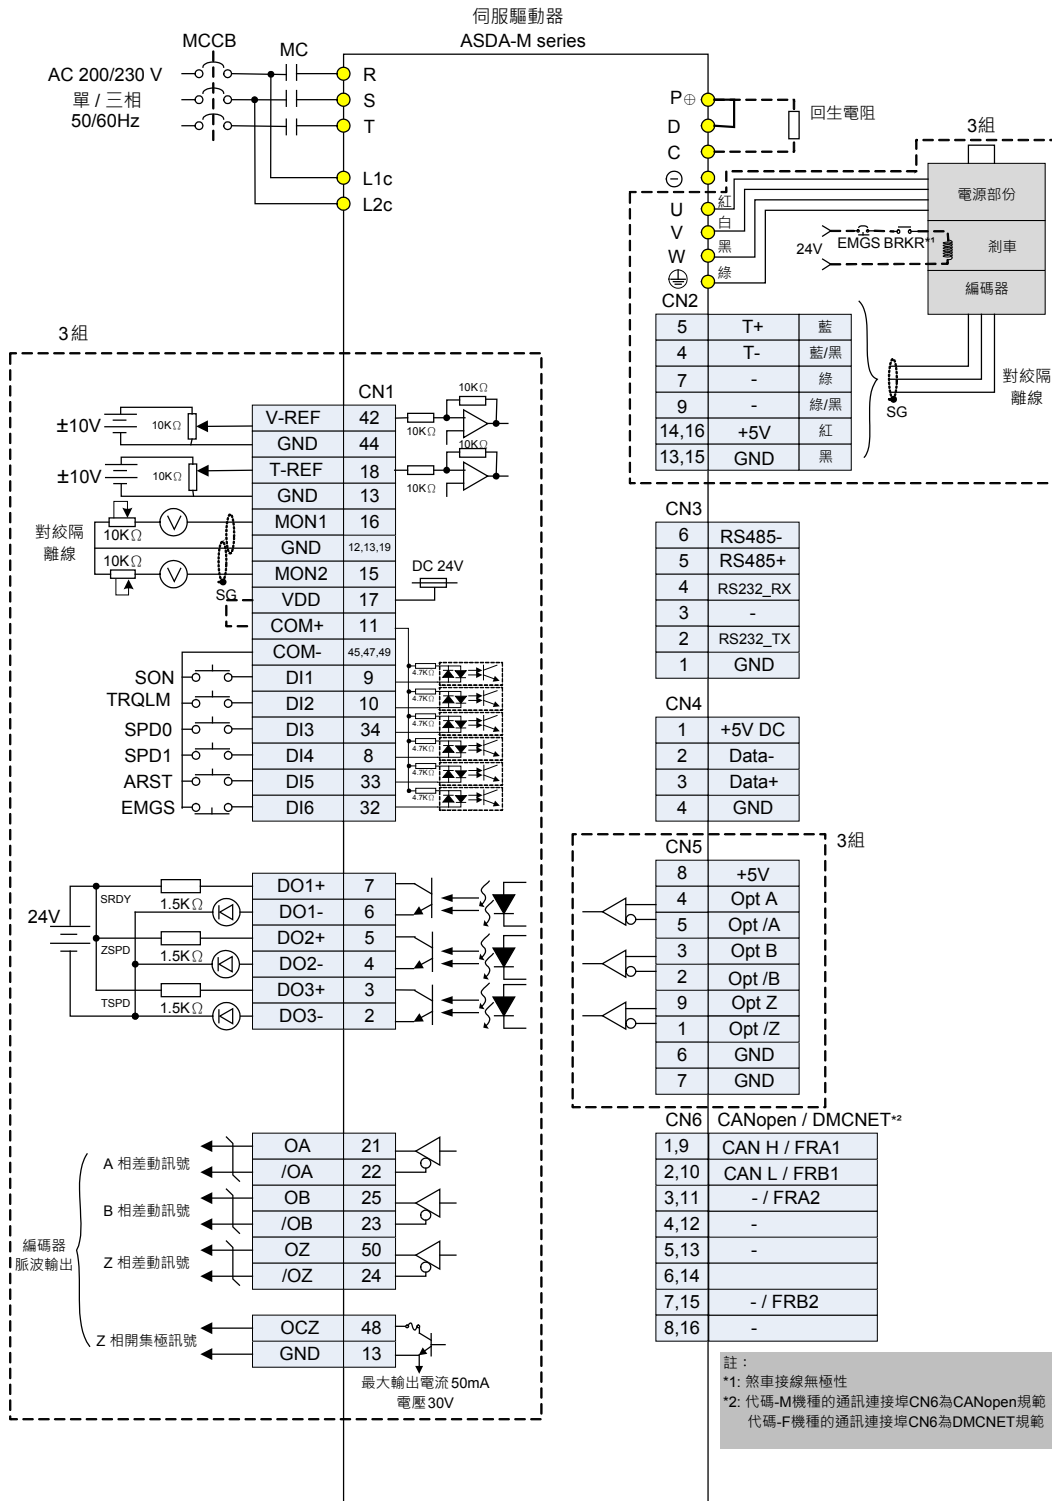 伺服驅動器
ASDA-M series
MCCB
MC
AC 200/230 V
單 / 三相
50/60Hz
R
S
T
L1c
L2c
P⊕
D
C
⊖
回生電阻
3組
U
V
W
紅
白
黑
綠
電源部份
24V
EMGS BRKR*¹
剎車
編碼器
CN2
5 T+ 藍
4 T- 藍/黑
7 - 綠
9 - 綠/黑
14,16 +5V 紅
13,15 GND 黑
SG
對絞隔
離線
3組
CN1
±10V
10KΩ
V-REF 42
10KΩ
10KΩ
GND 44
±10V
10KΩ
T-REF 18
10KΩ
10KΩ
GND 13
對絞隔
離線
10KΩ
V
MON1 16
GND 12,13,19
10KΩ
V
MON2 15
SG
DC 24V
VDD 17
COM+ 11
COM- 45,47,49
SON DI1 9 4.7KΩ
TRQLM DI2 10 4.7KΩ
SPD0 DI3 34 4.7KΩ
SPD1 DI4 8 4.7KΩ
ARST DI5 33 4.7KΩ
EMGS DI6 32 4.7KΩ
24V
SRDY
1.5KΩ
DO1+ 7
DO1- 6
ZSPD
1.5KΩ
DO2+ 5
DO2- 4
TSPD
1.5KΩ
DO3+ 3
DO3- 2
編碼器
脈波輸出
A 相差動訊號
OA 21
/OA 22
B 相差動訊號
OB 25
/OB 23
Z 相差動訊號
OZ 50
/OZ 24
Z 相開集極訊號
OCZ 48
GND 13
最大輸出電流50mA
電壓30V
CN3
6 RS485-
5 RS485+
4 RS232_RX
3 -
2 RS232_TX
1 GND
CN4
1 +5V DC
2 Data-
3 Data+
4 GND
3組
CN5
8 +5V
4 Opt A
5 Opt /A
3 Opt B
2 Opt /B
9 Opt Z
1 Opt /Z
6 GND
7 GND
CN6 CANopen / DMCNET*²
1,9 CAN H / FRA1
2,10 CAN L / FRB1
3,11 - / FRA2
4,12 -
5,13 -
6,14
7,15 - / FRB2
8,16 -
註：
*1: 煞車接線無極性
*2: 代碼-M機種的通訊連接埠CN6為CANopen規範
代碼-F機種的通訊連接埠CN6為DMCNET規範